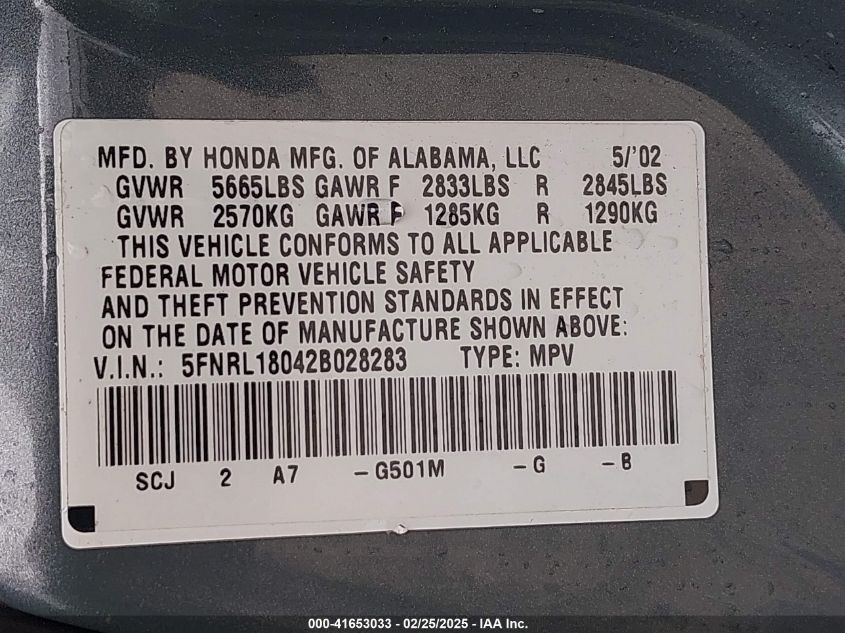 MFD. BY HONDA MFG. OF ALABAMA, LLC 5/'02
GVWR 5665LBS GAWR F 2833LBS R 2845LBS
GVWR 2570KG GAWR F 1285KG R 1290KG
THIS VEHICLE CONFORMS TO ALL APPLICABLE
FEDERAL MOTOR VEHICLE SAFETY
AND THEFT PREVENTION STANDARDS IN EFFECT
ON THE DATE OF MANUFACTURE SHOWN ABOVE:
V.I.N.: 5FNRL18042B028283 TYPE: MPV
SCJ 2 A7 -G501M -G -B
000-41653033 - 02/25/2025 - IAA Inc.